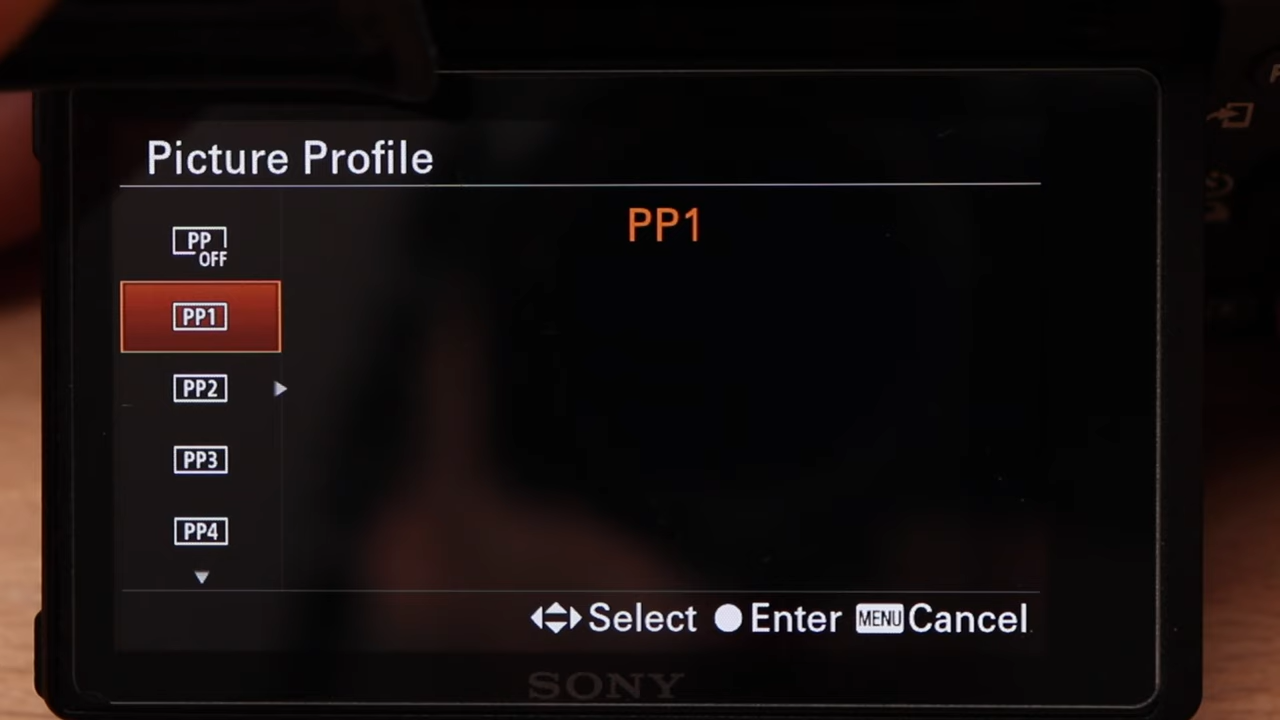 Picture Profile
PP1
PP OFF
PP1
PP2
PP3
PP4
Select Enter MENU Cancel
SONY